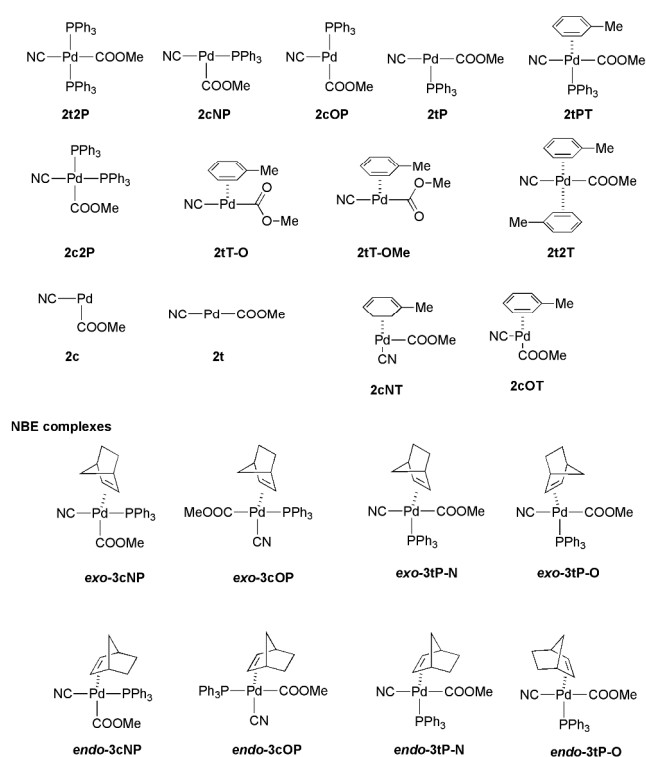 PPh₃ PPh₃ Me
NC—Pd—COOMe NC—Pd—PPh₃ NC—Pd NC—Pd—COOMe NC—Pd—COOMe
PPh₃ COOMe COOMe PPh₃ PPh₃
2t2P 2cNP 2cOP 2tP 2tPT
PPh₃ Me O—Me Me Me
NC—Pd—PPh₃ NC—Pd O NC—Pd NC—Pd—COOMe
COOMe O—Me O Me
2c2P 2tT-O 2tT-OMe 2t2T
NC—Pd NC—Pd—COOMe Me Me
COOMe Pd—COOMe NC-Pd
CN COOMe
2c 2t 2cNT 2cOT
NBE complexes
NC—Pd—PPh₃ MeOOC—Pd—PPh₃ NC—Pd—COOMe NC—Pd—COOMe
COOMe CN PPh₃ PPh₃
exo-3cNP exo-3cOP exo-3tP-N exo-3tP-O
NC—Pd—PPh₃ Ph₃P—Pd—COOMe NC—Pd—COOMe NC—Pd—COOMe
COOMe CN PPh₃ PPh₃
endo-3cNP endo-3cOP endo-3tP-N endo-3tP-O